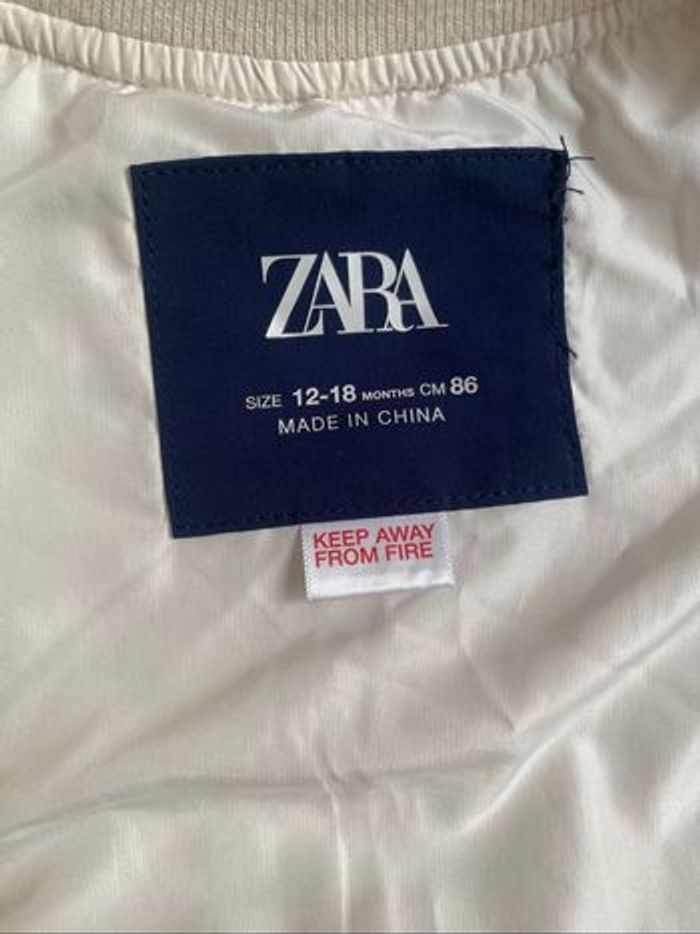 ZARA
SIZE 12-18 MONTHS CM 86
MADE IN CHINA
KEEP AWAY
FROM FIRE